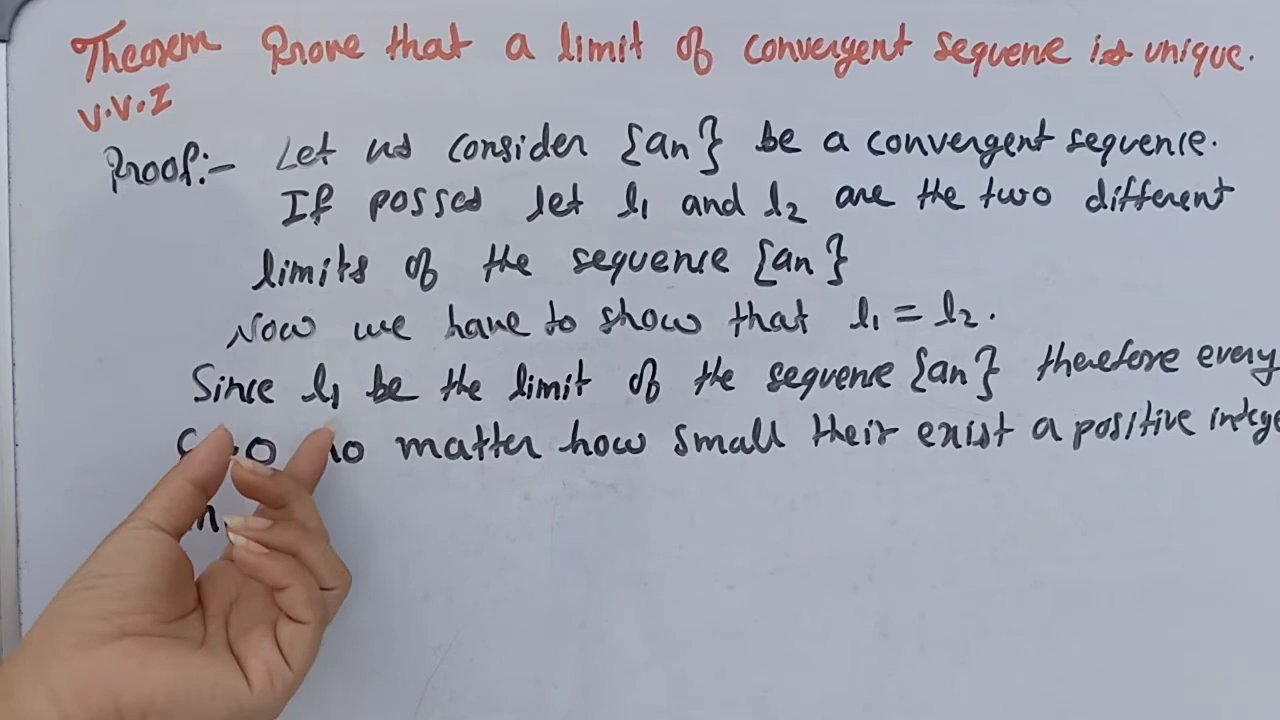 Theorem Prove that a limit of convergent sequene is unique.
V.V.I
Proof:- Let us consider {an} be a convergent sequence.
If possed let l1 and l2 are the two different
limits of the sequence {an}
Now we have to show that l1 = l2.
Since l1 be the limit of the sequence {an} therefore every
0 no matter how small their exist a positive intege